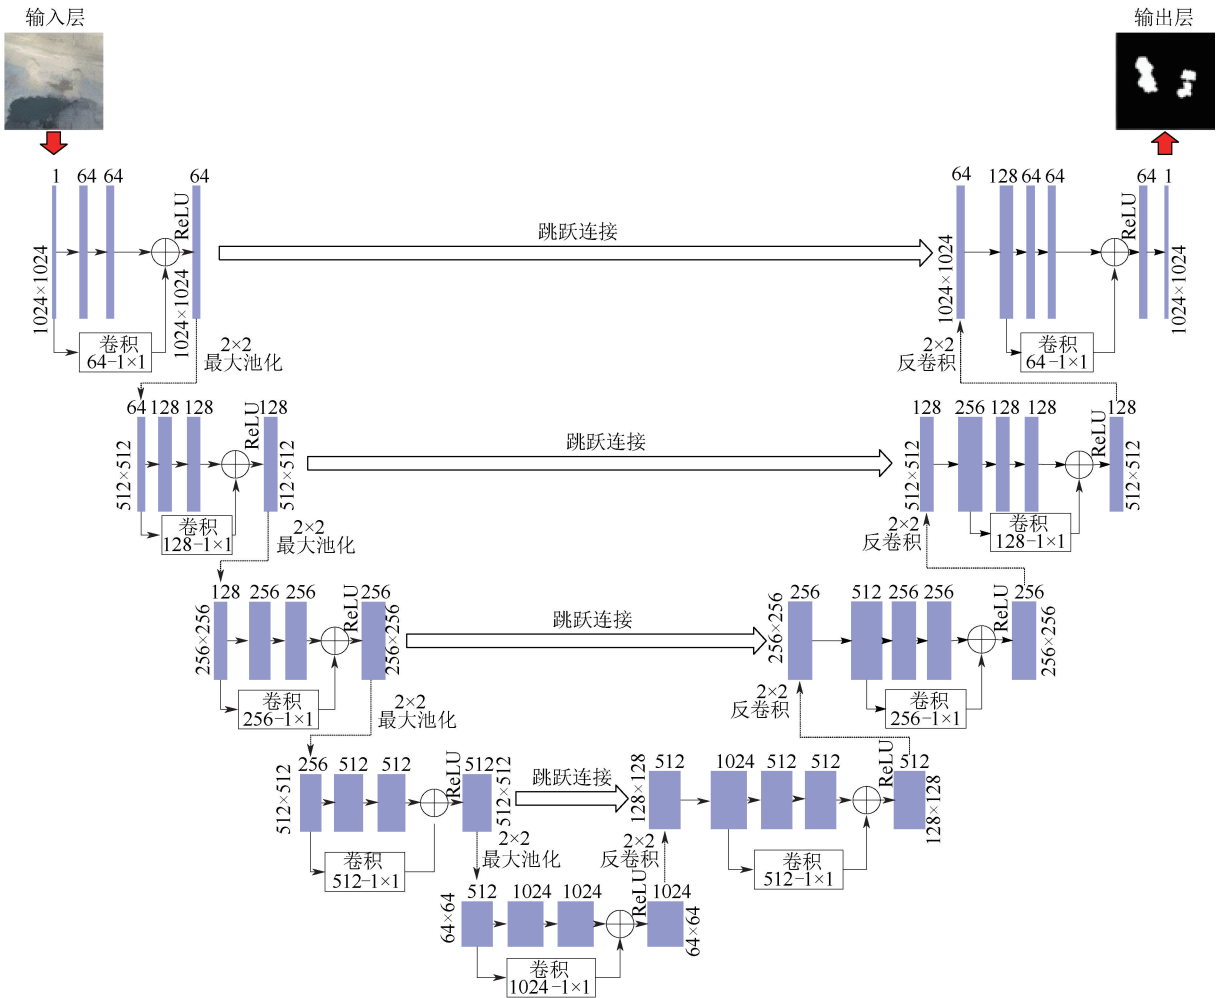 输入层
输出层
1 64 64 ReLU 64
1024×1024
1024×1024
卷积
64-1×1
跳跃连接
64 128 64 64 ReLU 64 1
1024×1024
1024×1024
卷积
64-1×1
2×2
最大池化
2×2
反卷积
64 128 128 ReLU 128
512×512
512×512
卷积
128-1×1
跳跃连接
128 256 128 128 ReLU 128
512×512
512×512
卷积
128-1×1
2×2
最大池化
2×2
反卷积
128 256 256 ReLU 256
256×256
256×256
卷积
256-1×1
跳跃连接
256 512 256 256 ReLU 256
256×256
256×256
卷积
256-1×1
2×2
最大池化
2×2
反卷积
256 512 512 ReLU 512
512×512
512×512
卷积
512-1×1
跳跃连接
512 1024 512 512 ReLU 512
128×128
128×128
卷积
512-1×1
2×2
最大池化
2×2
反卷积
512 1024 1024 ReLU 1024
64×64
64×64
卷积
1024-1×1